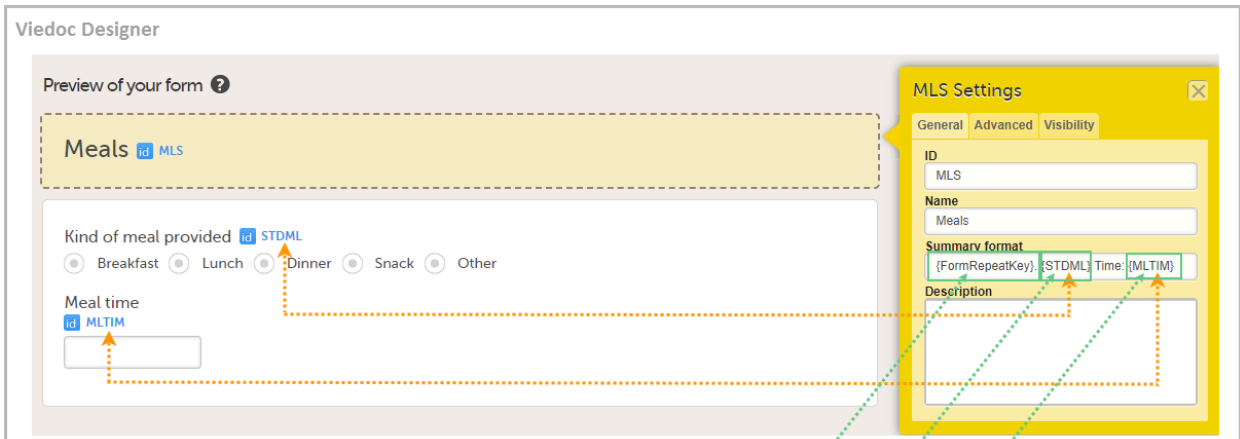 Viedoc Designer
Preview of your form ?
Meals id MLS
Kind of meal provided id STDML
Breakfast Lunch Dinner Snack Other
Meal time
id MLTIM
MLS Settings
General Advanced Visibility
ID
MLS
Name
Meals
Summary format
{FormRepeatKey}. {STDML} Time: {MLTIM}
Description